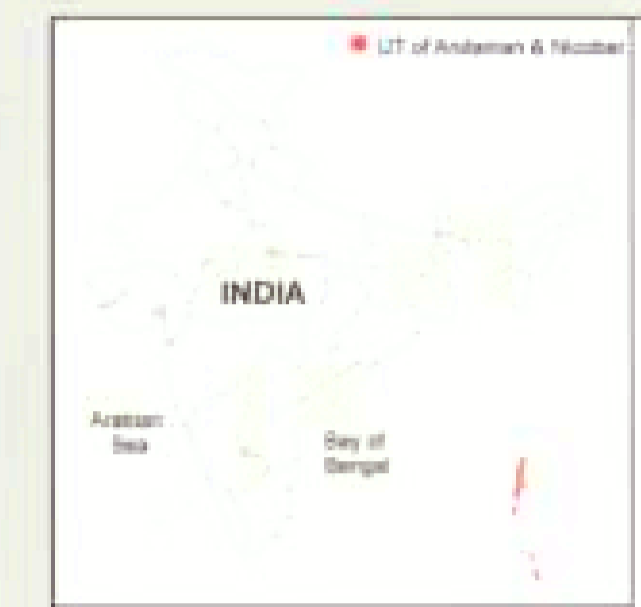 UT of Andaman & Nicobar
INDIA
Arabian
Sea
Bay of
Bengal